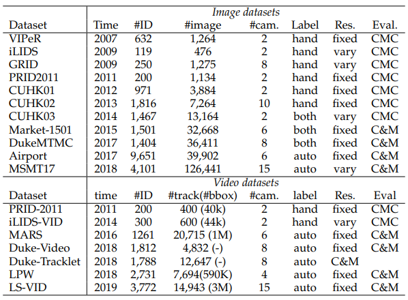 Image datasets
Dataset Time #ID #image #cam. Label Res. Eval.
VIPeR 2007 632 1,264 2 hand fixed CMC
iLIDS 2009 119 476 2 hand vary CMC
GRID 2009 250 1,275 8 hand vary CMC
PRID2011 2011 200 1,134 2 hand fixed CMC
CUHK01 2012 971 3,884 2 hand fixed CMC
CUHK02 2013 1,816 7,264 10 hand fixed CMC
CUHK03 2014 1,467 13,164 2 both vary CMC
Market-1501 2015 1,501 32,668 6 both fixed C&M
DukeMTMC 2017 1,404 36,411 8 both fixed C&M
Airport 2017 9,651 39,902 6 auto fixed C&M
MSMT17 2018 4,101 126,441 15 auto vary C&M
Video datasets
Dataset time #ID #track(#bbox) #cam. label Res. Eval
PRID-2011 2011 200 400 (40k) 2 hand fixed CMC
iLIDS-VID 2014 300 600 (44k) 2 hand vary CMC
MARS 2016 1261 20,715 (1M) 6 auto fixed C&M
Duke-Video 2018 1,812 4,832 (-) 8 auto fixed C&M
Duke-Tracklet 2018 1,788 12,647 (-) 8 auto C&M
LPW 2018 2,731 7,694(590K) 4 auto fixed C&M
LS-VID 2019 3,772 14,943 (3M) 15 auto fixed C&M